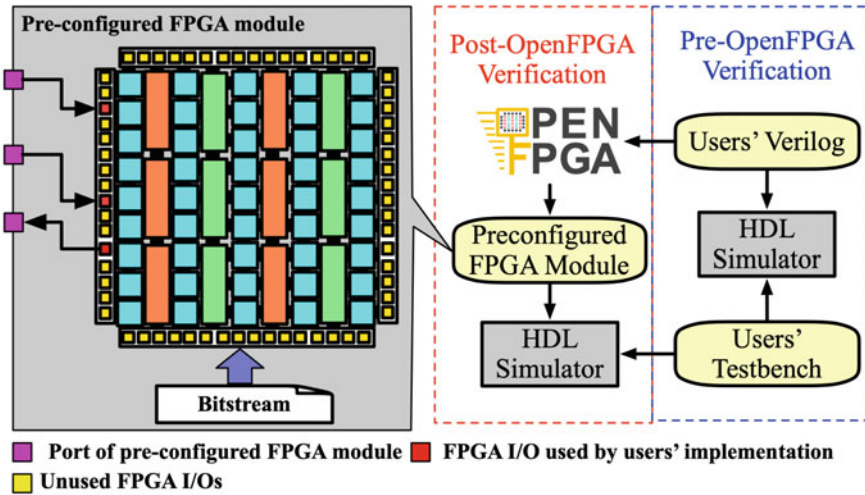 Pre-configured FPGA module
Bitstream
Post-OpenFPGA
Verification
OPEN
FPGA
Preconfigured
FPGA Module
HDL
Simulator
Pre-OpenFPGA
Verification
Users' Verilog
HDL
Simulator
Users'
Testbench
Port of pre-configured FPGA module
FPGA I/O used by users' implementation
Unused FPGA I/Os